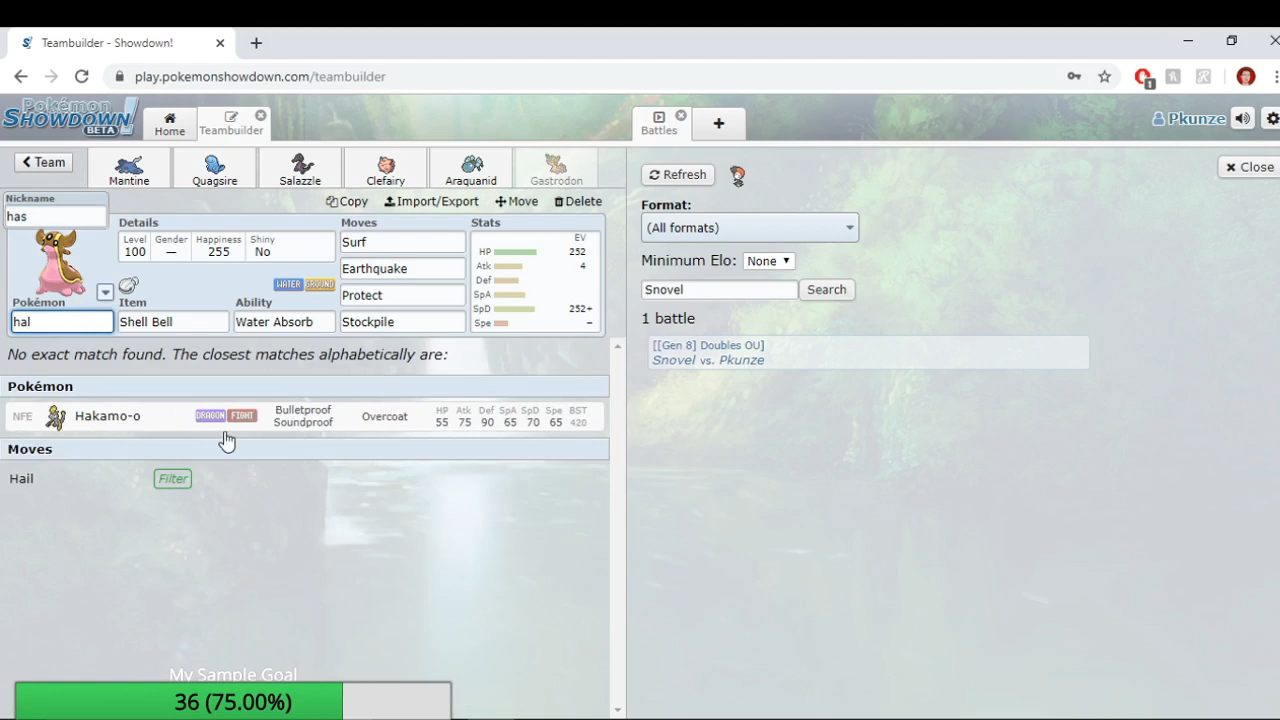 Teambuilder - Showdown!
play.pokemonshowdown.com/teambuilder
1
Pokémon
Showdown!
BETA
Home
Teambuilder
Battles
Pkunze
Team
Mantine
Quagsire
Salazzle
Clefairy
Araquanid
Gastrodon
Nickname
has
Copy
Import/Export
Move
Delete
Details
Moves
Stats
Level
Gender
Happiness
Shiny
100
—
255
No
Surf
Earthquake
Protect
Stockpile
EV
HP
252
Atk
4
Def
SpA
SpD
252+
Spe
–
WATER
GROUND
Pokémon
Item
Ability
hal
Shell Bell
Water Absorb
No exact match found. The closest matches alphabetically are:
Pokémon
NFE Hakamo-o DRAGON FIGHT Bulletproof Soundproof Overcoat
HP Atk Def SpA SpD Spe BST
55 75 90 65 70 65 420
Moves
Hail Filter
My Sample Goal
36 (75.00%)
Refresh
Close
Format:
(All formats)
Minimum Elo: None
Snovel Search
1 battle
[[Gen 8] Doubles OU]
Snovel vs. Pkunze